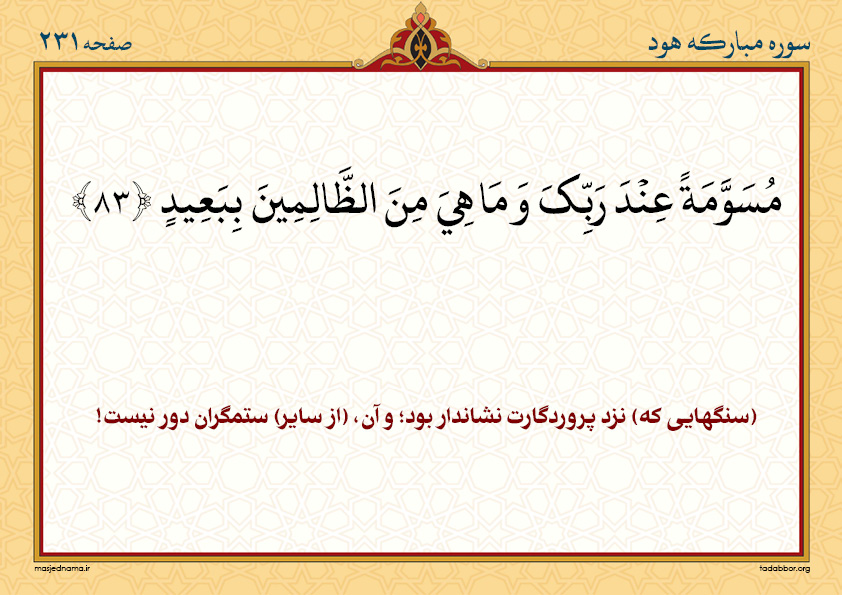 سوره مبارکه هود
صفحه ۲۳۱
مُسَوَّمَةً عِنْدَ رَبِّکَ وَ مَا هِيَ مِنَ الظَّالِمِينَ بِبَعِيدٍ ﴿۸۳﴾
(سنگهایی که) نزد پروردگارت نشاندار بود؛ و آن، (از سایر) ستمگران دور نیست!
masjednama.ir
tadabbor.org